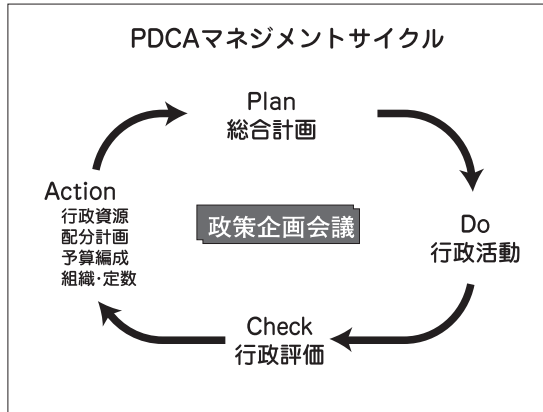 PDCAマネジメントサイクル
Plan
総合計画
Do
行政活動
Check
行政評価
Action
行政資源
配分計画
予算編成
組織・定数
政策企画会議